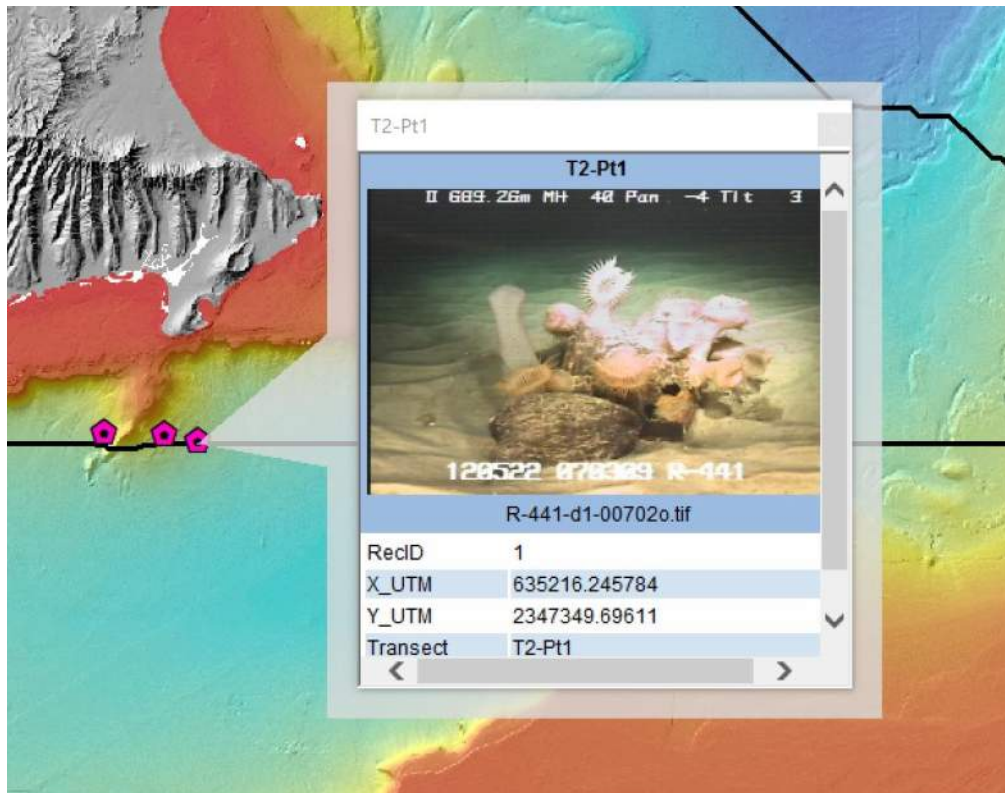 T2-Pt1
T2-Pt1
689.26m MH 40 Pan -4 Tlt 3
120522 070309 R-441
R-441-d1-00702o.tif
RecID 1
X_UTM 635216.245784
Y_UTM 2347349.69611
Transect T2-Pt1